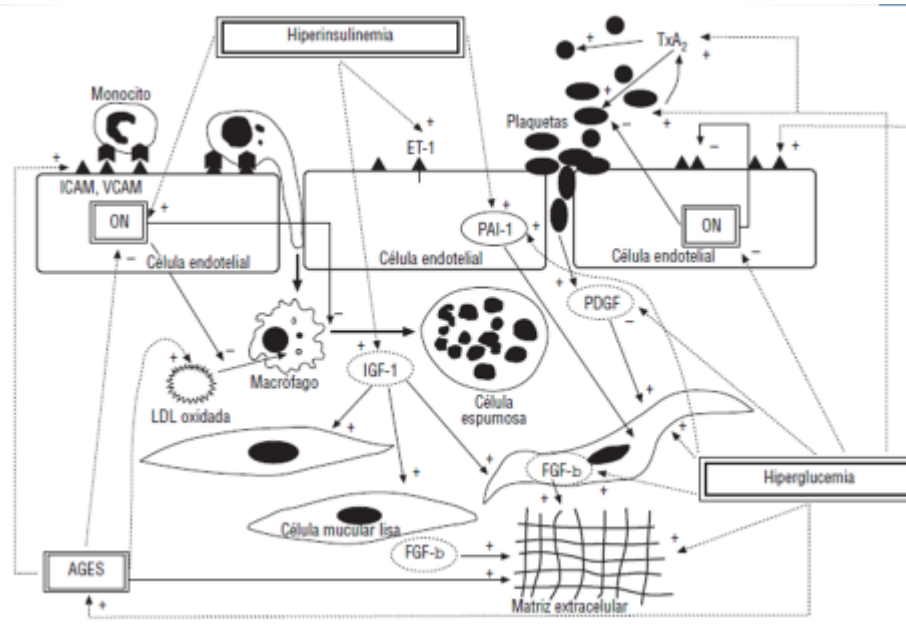 Hiperinsulinemia
TxA2
Monocito
ET-1
Plaquetas
ICAM, VCAM
ON
PAI-1
ON
Célula endotelial
Célula endotelial
Célula endotelial
PDGF
Macrófago
IGF-1
LDL oxidada
Célula
espumosa
FGF-b
Hiperglucemia
Célula mucular lisa
FGF-b
AGES
Matriz extracelular